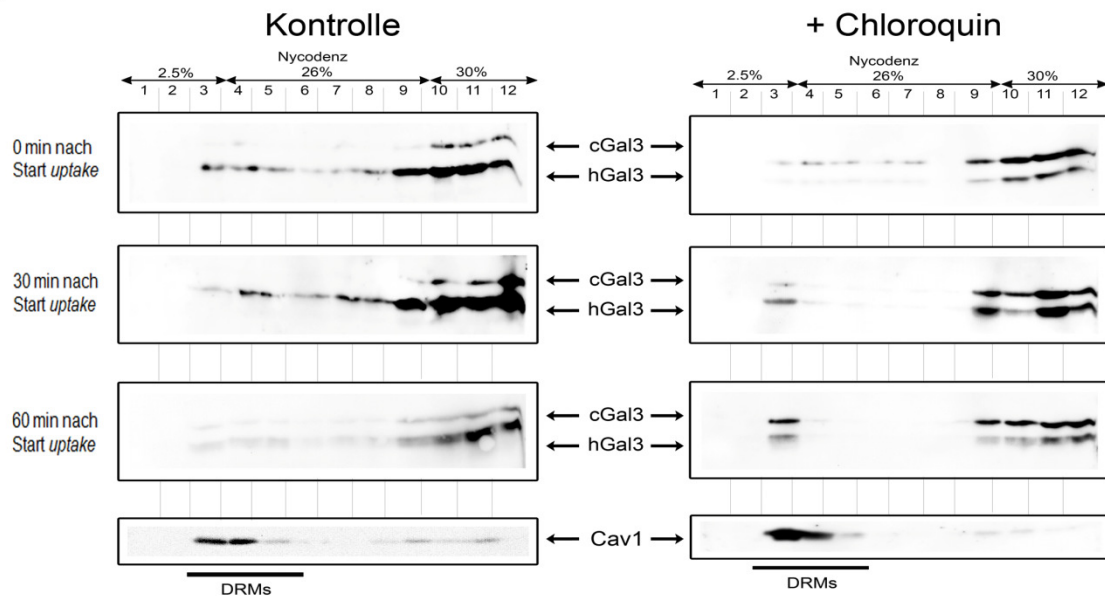 Kontrolle
+ Chloroquin
Nycodenz
2.5% 26% 30%
1 2 3 4 5 6 7 8 9 10 11 12
Nycodenz
2.5% 26% 30%
1 2 3 4 5 6 7 8 9 10 11 12
0 min nach
Start uptake
cGal3
hGal3
30 min nach
Start uptake
cGal3
hGal3
60 min nach
Start uptake
cGal3
hGal3
Cav1
DRMs
DRMs